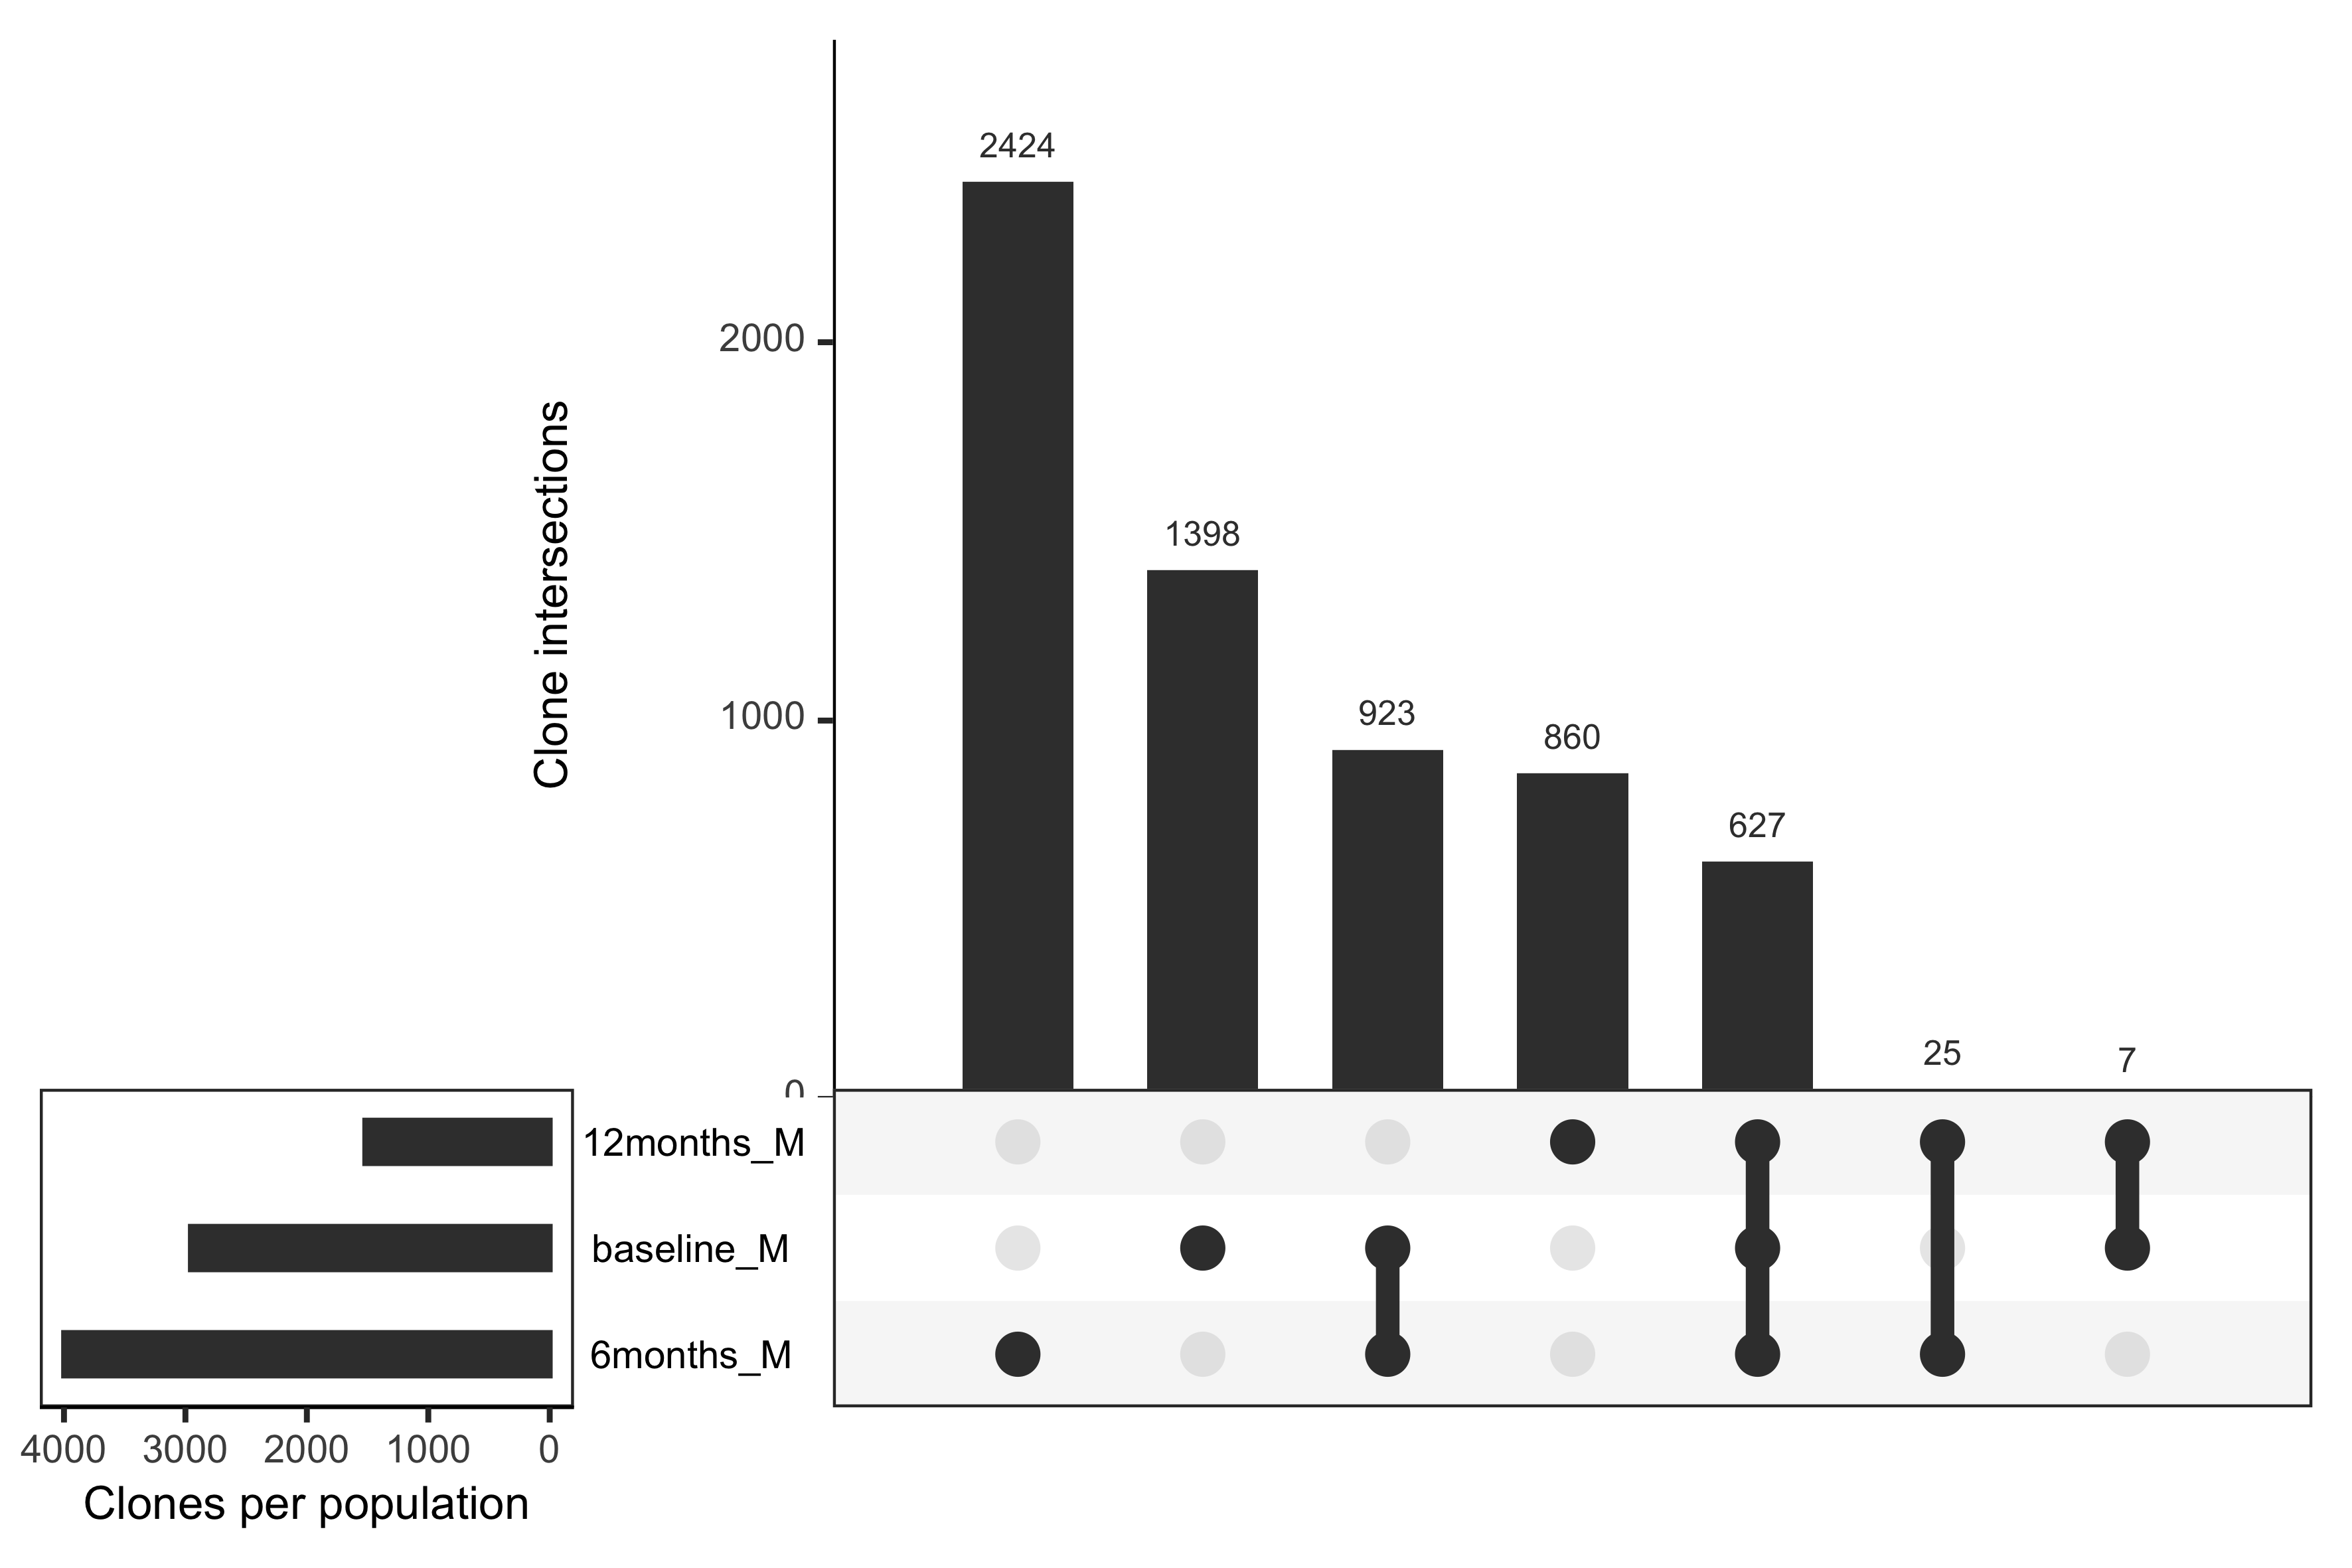 2424
2000
1398
Clone intersections
1000
923
860
627
25
7
0
12months_M
baseline_M
6months_M
4000 3000 2000 1000 0
Clones per population